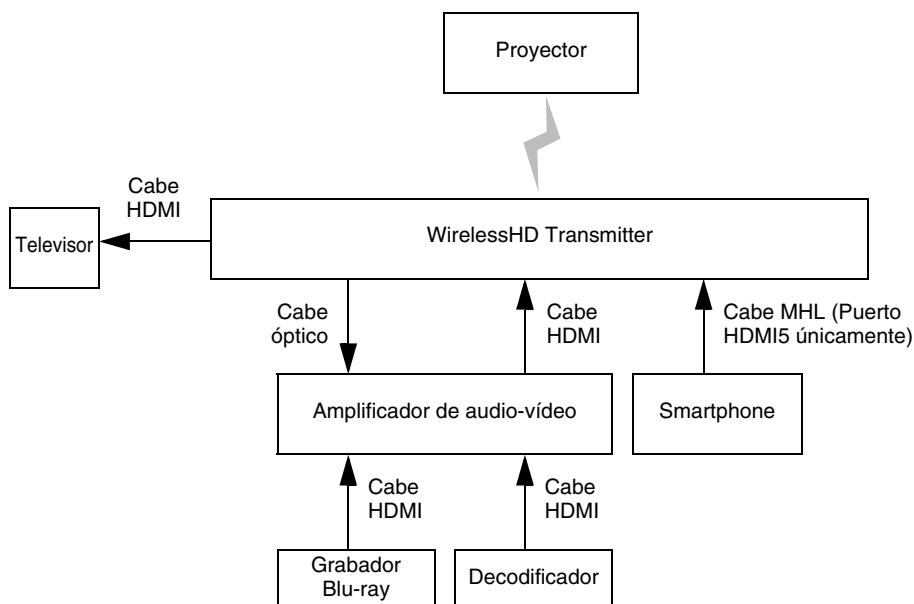 Proyector
Cabe
HDMI
Televisor
WirelessHD Transmitter
Cabe
óptico
Cabe
HDMI
Cabe MHL (Puerto
HDMI5 únicamente)
Amplificador de audio-vídeo
Smartphone
Cabe
HDMI
Cabe
HDMI
Grabador
Blu-ray
Decodificador